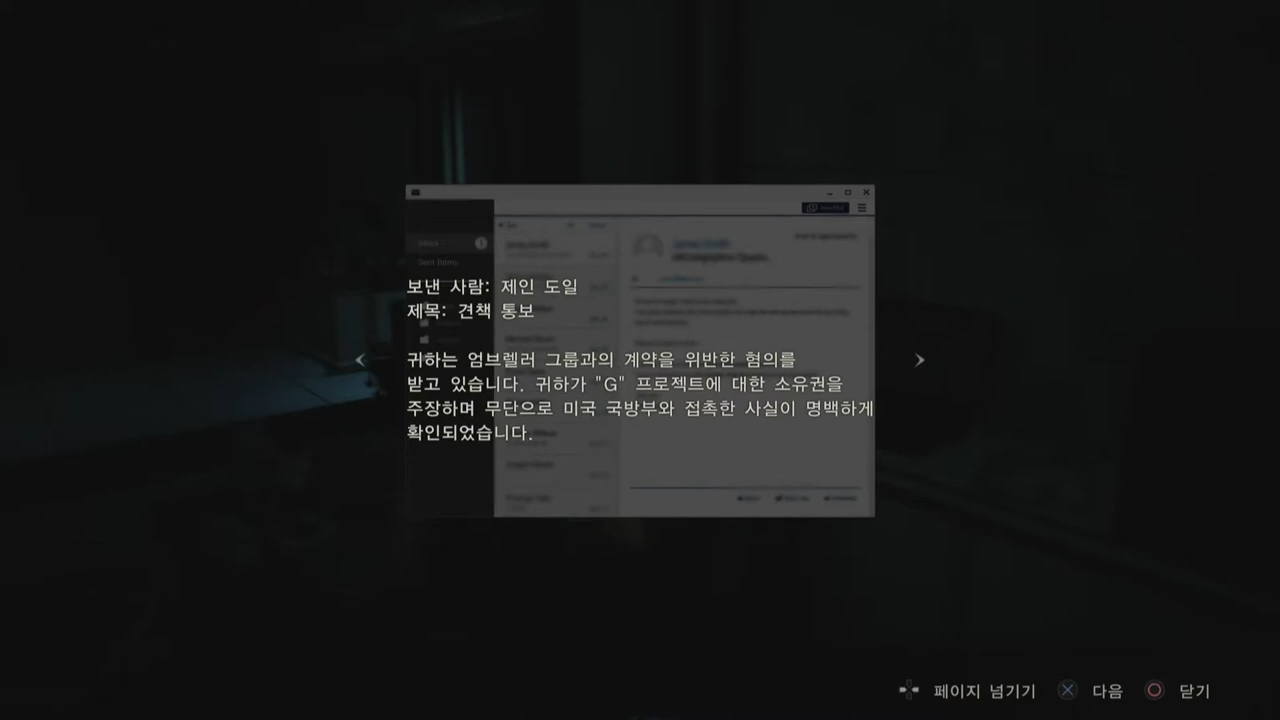 Sent Items
보낸 사람: 제인 도일
제목: 견책 통보
귀하는 엄브렐러 그룹과의 계약을 위반한 혐의를
받고 있습니다. 귀하가 "G" 프로젝트에 대한 소유권을
주장하며 무단으로 미국 국방부와 접촉한 사실이 명백하게
확인되었습니다.
페이지 넘기기 다음 닫기